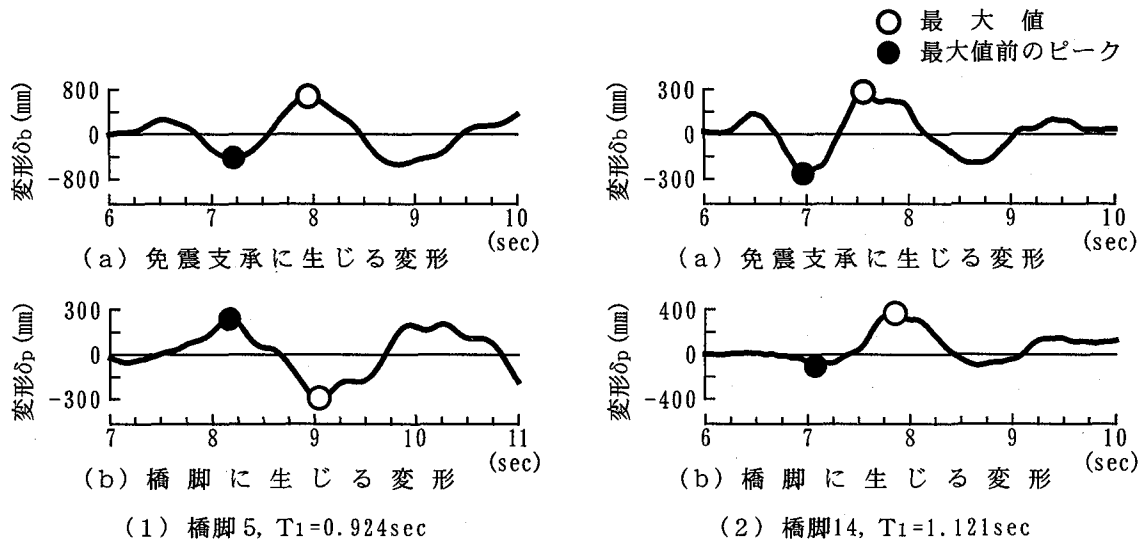 ○ 最大値
● 最大値前のピーク
変形δb(mm)
800
0
-800
6 7 8 9 10
(sec)
(a) 免震支承に生じる変形
変形δb(mm)
300
0
-300
6 7 8 9 10
(sec)
(a) 免震支承に生じる変形
変形δp(mm)
300
0
-300
7 8 9 10 11
(sec)
(b) 橋脚に生じる変形
(1) 橋脚5, T1=0.924sec
変形δp(mm)
400
0
-400
6 7 8 9 10
(sec)
(b) 橋脚に生じる変形
(2) 橋脚14, T1=1.121sec